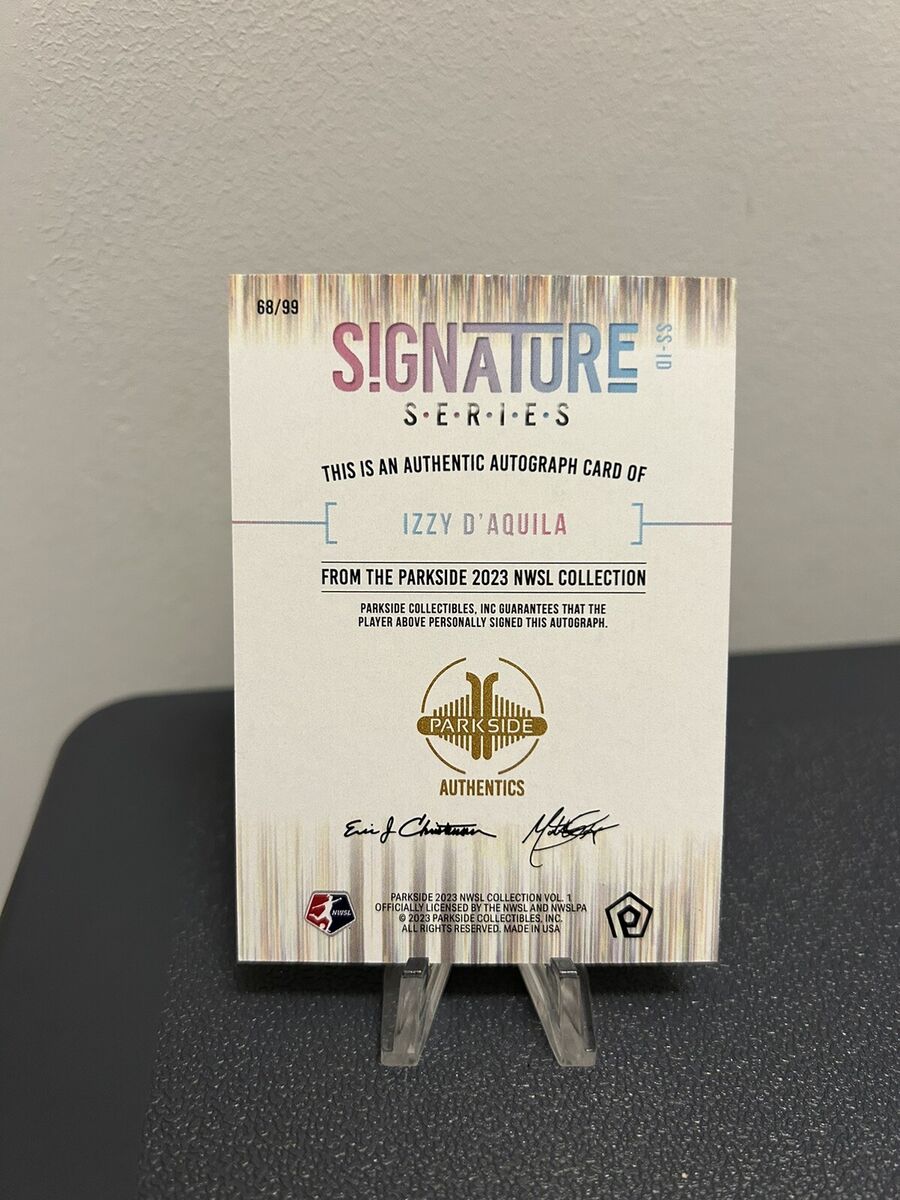 68/99
SIGNATURE
SS-ID
S·E·R·I·E·S
THIS IS AN AUTHENTIC AUTOGRAPH CARD OF
IZZY D'AQUILA
FROM THE PARKSIDE 2023 NWSL COLLECTION
PARKSIDE COLLECTIBLES, INC GUARANTEES THAT THE
PLAYER ABOVE PERSONALLY SIGNED THIS AUTOGRAPH.
PARKSIDE
AUTHENTICS
Eric J
NWSL
PARKSIDE 2023 NWSL COLLECTION VOL. 1
OFFICIALLY LICENSED BY THE NWSL AND NWSLPA
© 2023 PARKSIDE COLLECTIBLES, INC.
ALL RIGHTS RESERVED. MADE IN USA